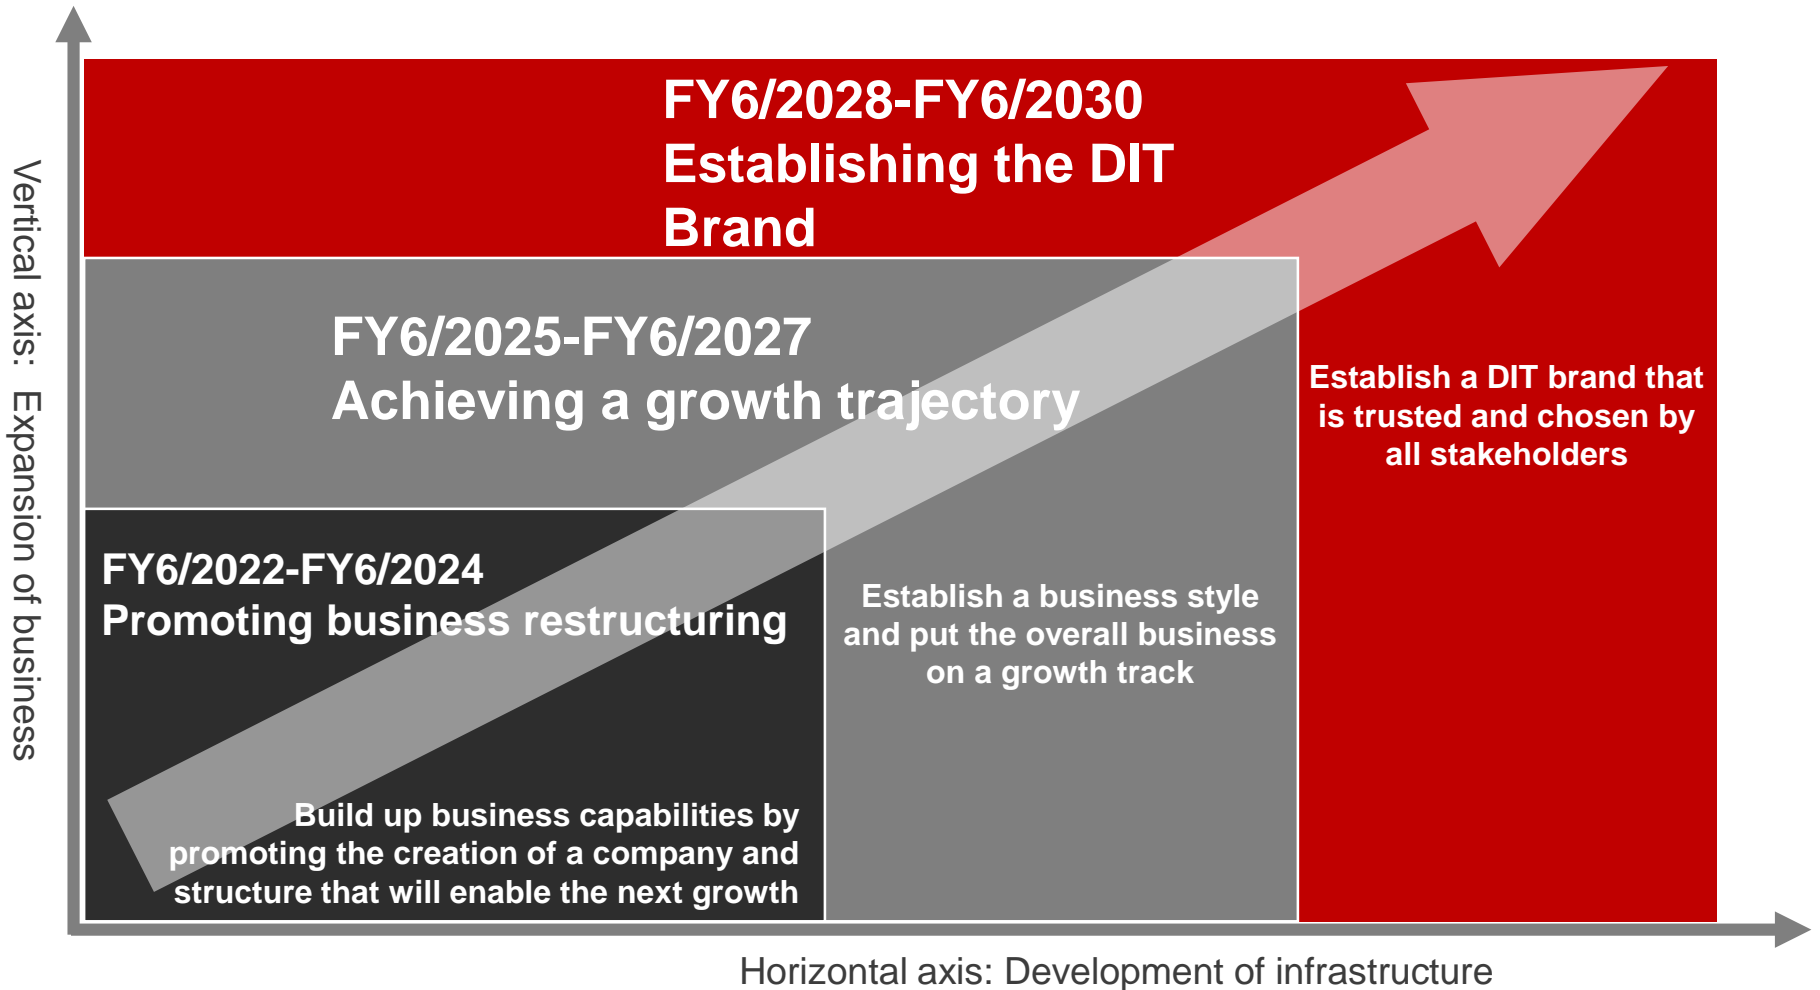 FY6/2028-FY6/2030
Establishing the DIT
Brand
FY6/2025-FY6/2027
Achieving a growth trajectory
Establish a DIT brand that
is trusted and chosen by
all stakeholders
FY6/2022-FY6/2024
Promoting business restructuring
Establish a business style
and put the overall business
on a growth track
Build up business capabilities by
promoting the creation of a company and
structure that will enable the next growth
Vertical axis: Expansion of business
Horizontal axis: Development of infrastructure